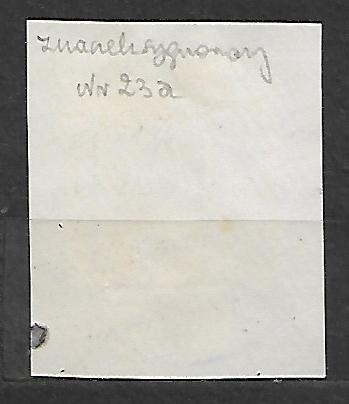 znaczek sygnowany
Nr 23a